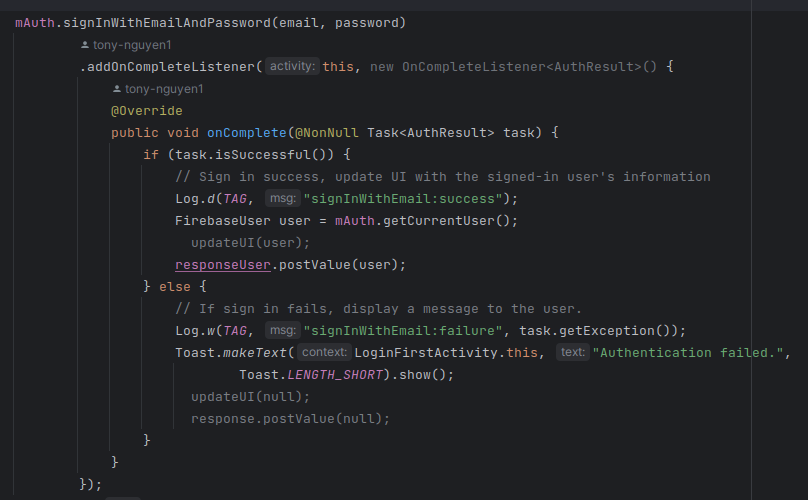 mAuth.signInWithEmailAndPassword(email, password)
tony-nguyen1
.addOnCompleteListener( activity: this, new OnCompleteListener<AuthResult>() {
tony-nguyen1
@Override
public void onComplete(@NonNull Task<AuthResult> task) {
if (task.isSuccessful()) {
// Sign in success, update UI with the signed-in user's information
Log.d(TAG, msg: "signInWithEmail:success");
FirebaseUser user = mAuth.getCurrentUser();
updateUI(user);
responseUser.postValue(user);
} else {
// If sign in fails, display a message to the user.
Log.w(TAG, msg: "signInWithEmail:failure", task.getException());
Toast.makeText( context: LoginFirstActivity.this, text: "Authentication failed.",
Toast.LENGTH_SHORT).show();
updateUI(null);
response.postValue(null);
}
}
});